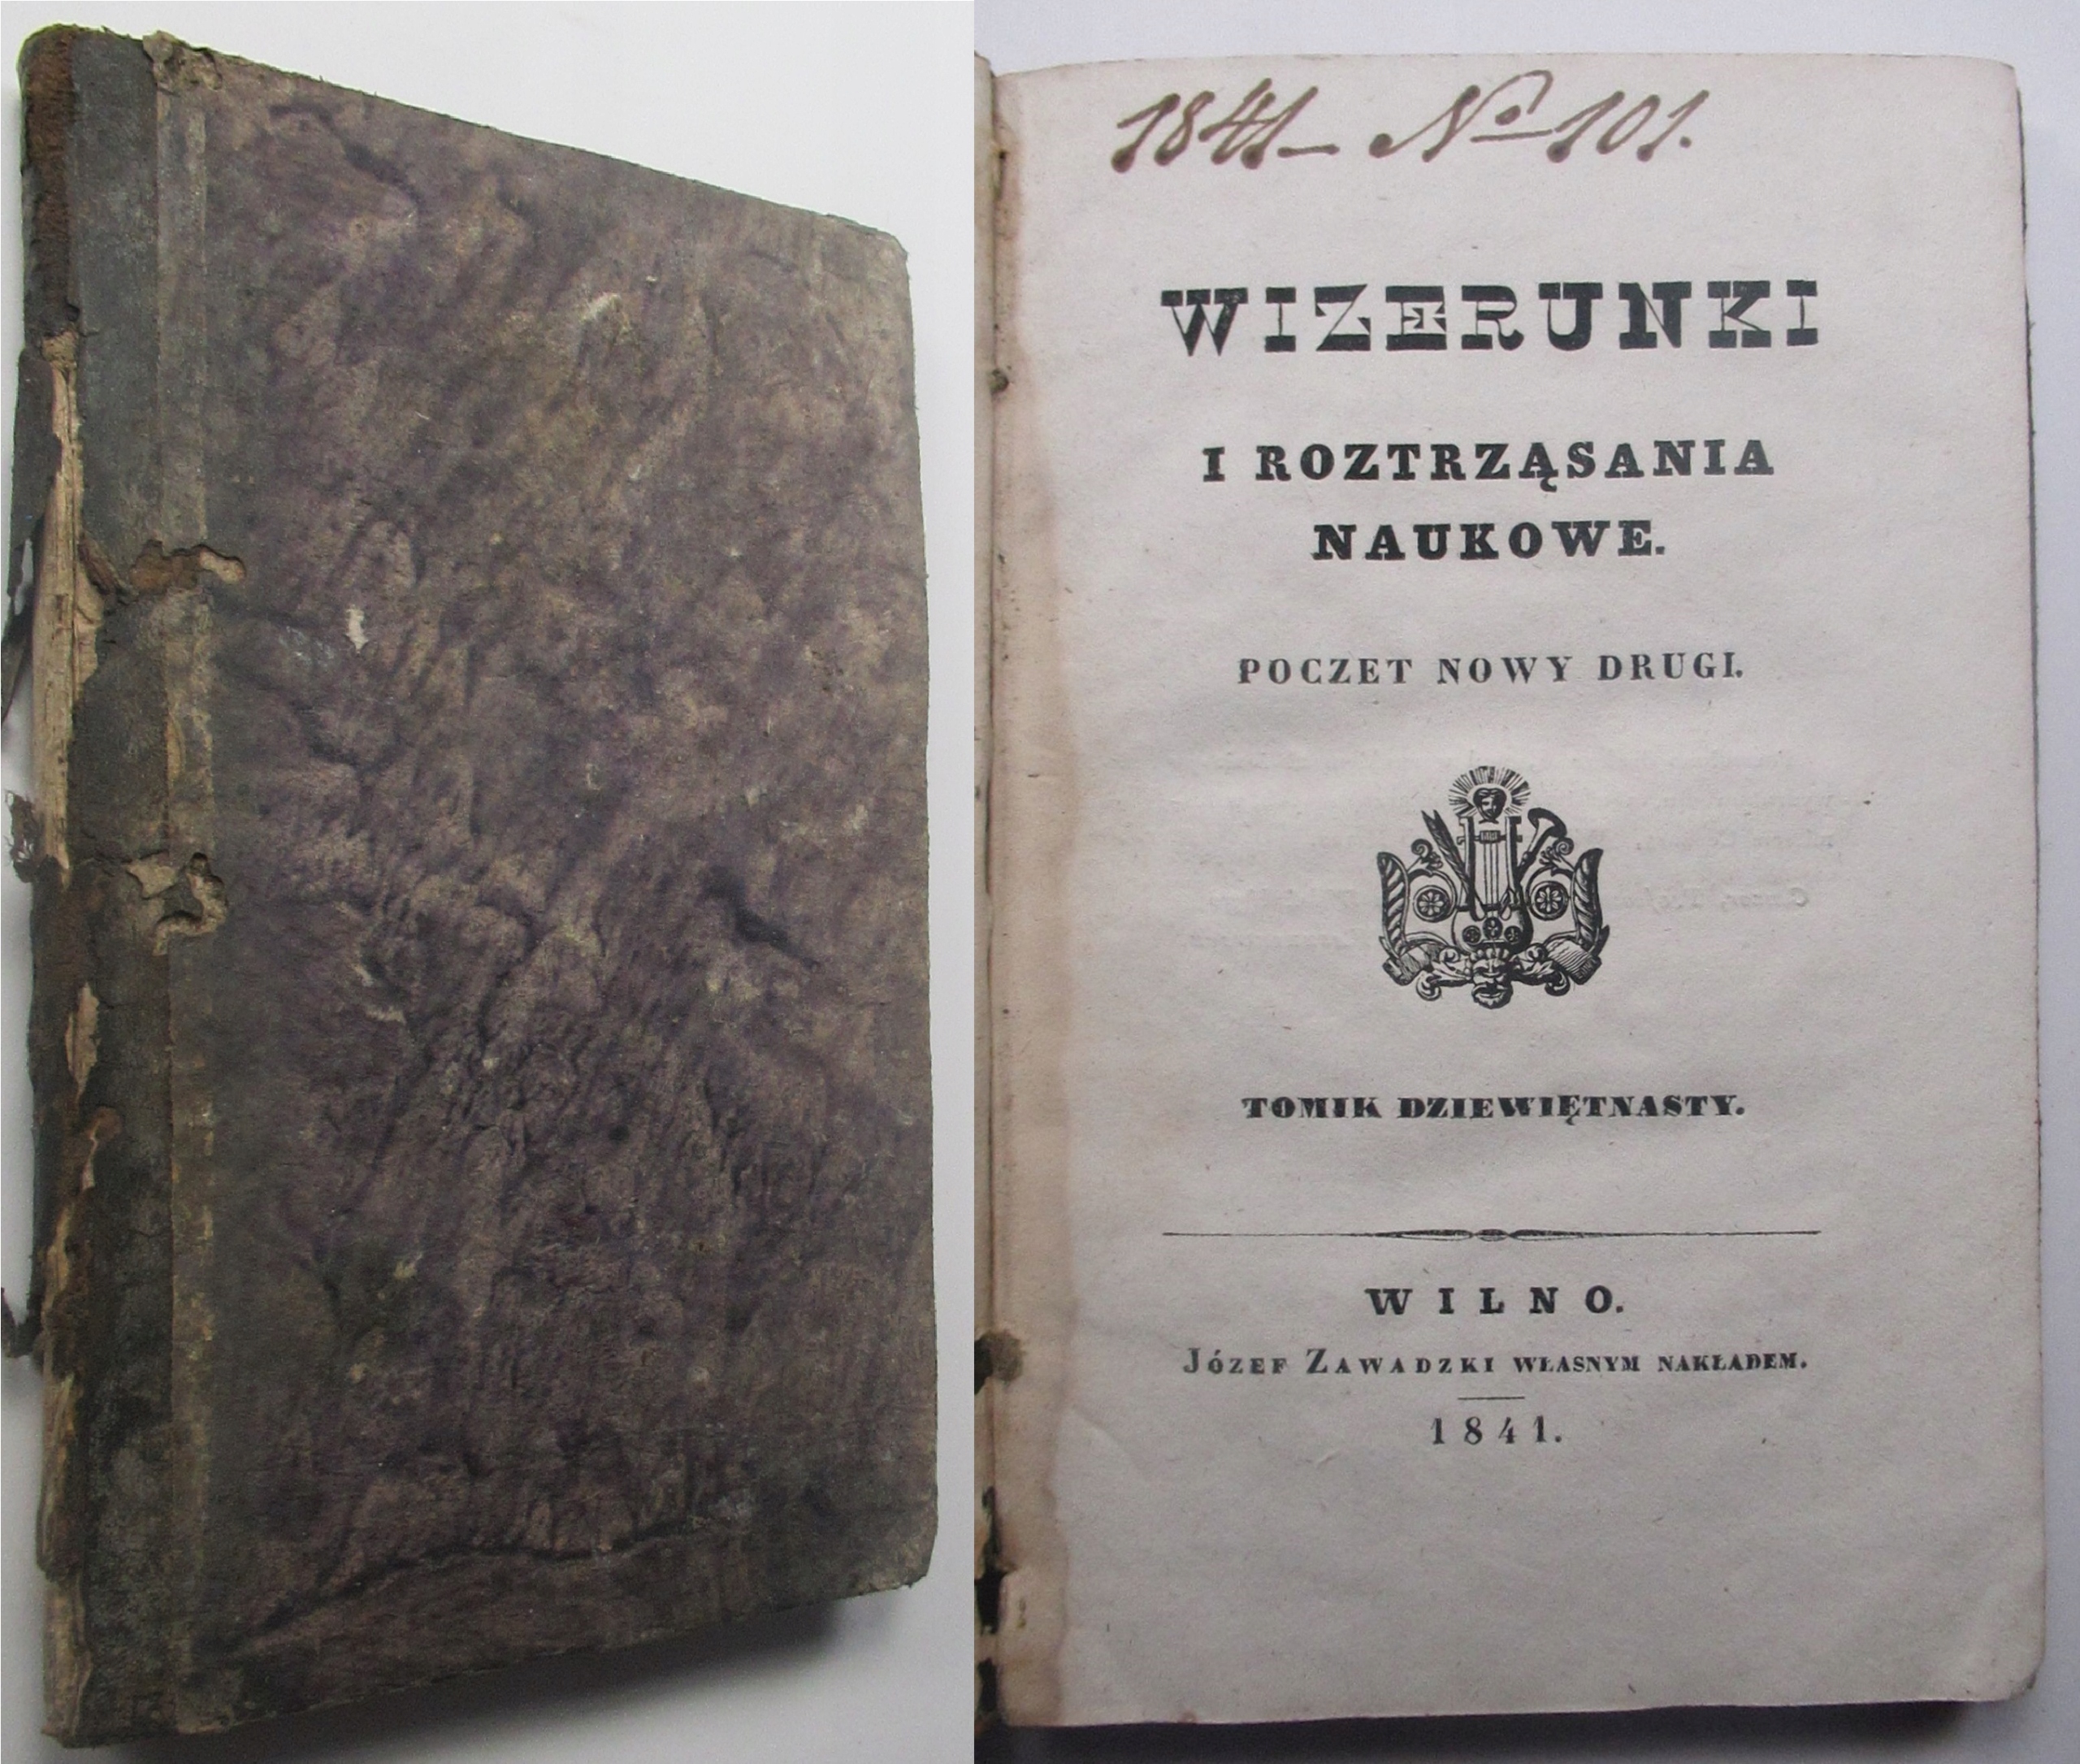 1841 – No 101.
WIZERUNKI
I ROZTRZĄSANIA
NAUKOWE.
POCZET NOWY DRUGI.
TOMIK DZIEWIĘTNASTY.
WILNO.
JÓZEF ZAWADZKI WŁASNYM NAKŁADEM.
1841.